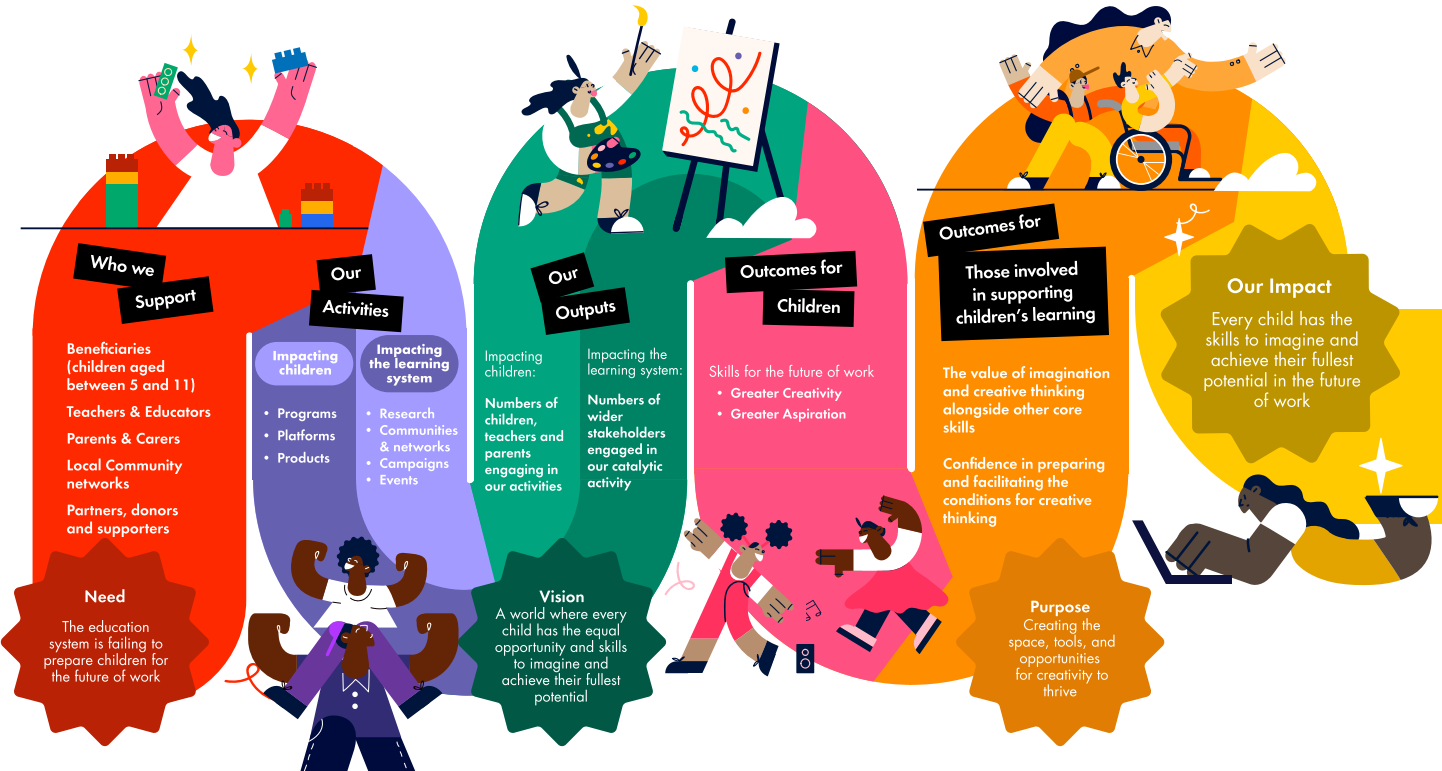 Who we
Support
Beneficiaries
(children aged
between 5 and 11)
Teachers & Educators
Parents & Carers
Local Community
networks
Partners, donors
and supporters
Need
The education
system is failing to
prepare children for
the future of work
Our
Activities
Impacting
children
• Programs
• Platforms
• Products
Impacting
the learning
system
• Research
• Communities
& networks
• Campaigns
• Events
Our
Outputs
Impacting
children:
Numbers of
children,
teachers and
parents
engaging in
our activities
Impacting the
learning system:
Numbers of
wider
stakeholders
engaged in
our catalytic
activity
Vision
A world where every
child has the equal
opportunity and skills
to imagine and
achieve their fullest
potential
Outcomes for
Children
Skills for the future of work
• Greater Creativity
• Greater Aspiration
Outcomes for
Those involved
in supporting
children’s learning
The value of imagination
and creative thinking
alongside other core
skills
Confidence in preparing
and facilitating the
conditions for creative
thinking
Purpose
Creating the
space, tools, and
opportunities
for creativity to
thrive
Our Impact
Every child has the
skills to imagine and
achieve their fullest
potential in the future
of work